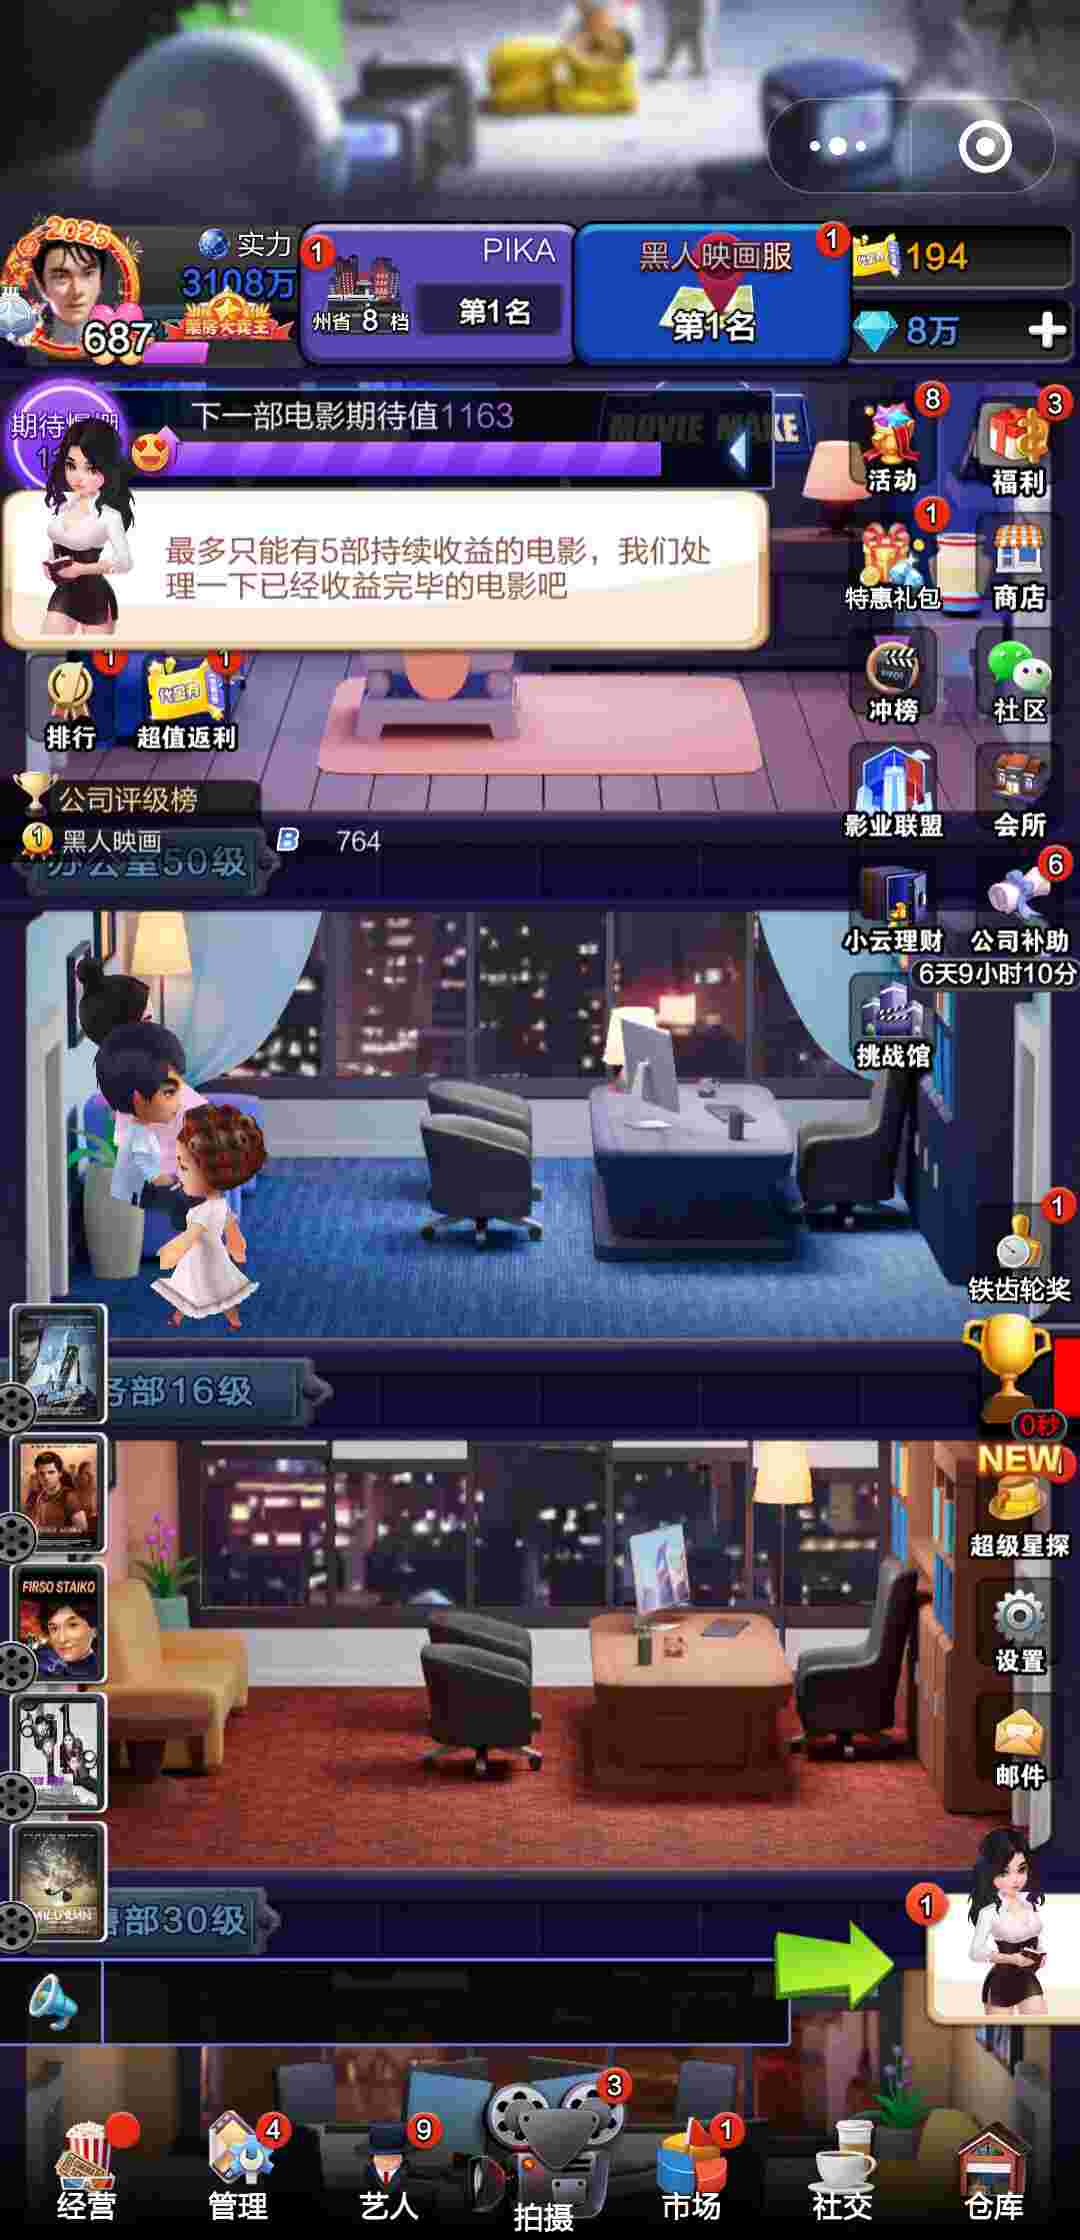 2025
实力
3108万
687
票房大赛王
1
PIKA
州省 8 档
第1名
黑人映画服
1
第1名
代金券
194
8万
下一部电影期待值1163
MOVIE MAKE
最多只能有5部持续收益的电影，我们处
理一下已经收益完毕的电影吧
8
活动
3
福利
1
特惠礼包
商店
冲榜
社区
影业联盟
会所
小云理财
6
公司补助
6天9小时10分
挑战馆
1
排行
1
代金券
超值返利
公司评级榜
1
黑人映画
B
764
办公室50级
1
铁齿轮奖
0秒
NEW
超级星探
设置
邮件
务部16级
FIRSO STAIKO
售部30级
1
经营
4
管理
9
艺人
3
拍摄
1
市场
社交
仓库